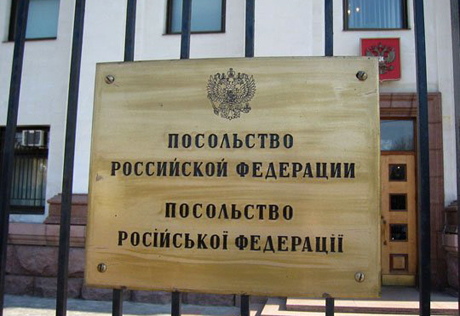 ПОСОЛЬСТВО
РОССИЙСКОЙ ФЕДЕРАЦИИ
ПОСОЛЬСТВО
РОСІЙСЬКОЇ ФЕДЕРАЦІЇ